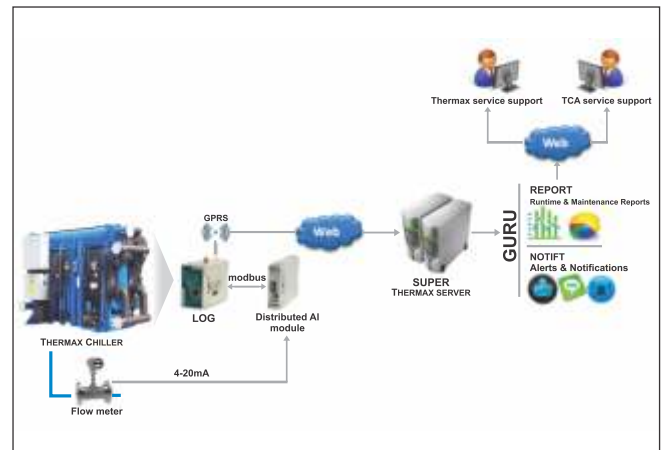 Thermax service support
TCA service support
Web
REPORT
Runtime & Maintenance Reports
GURU
NOTIFT
Alerts & Notifications
GPRS
Web
modbus
LOG
Distributed AI
module
SUPER
THERMAX SERVER
THERMAX CHILLER
4-20mA
Flow meter